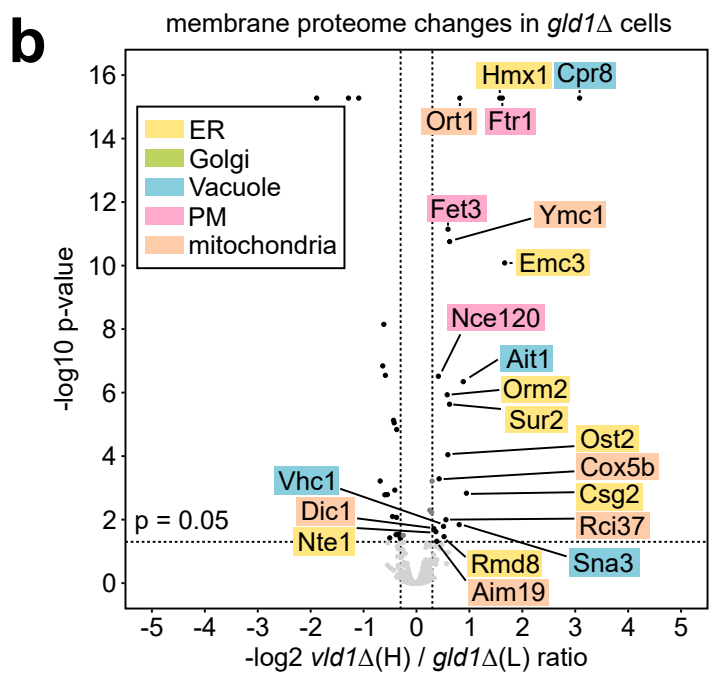 b
membrane proteome changes in gld1Δ cells
-log10 p-value
16
14
12
10
8
6
4
2
0
ER
Golgi
Vacuole
PM
mitochondria
Hmx1
Cpr8
Ort1
Ftr1
Fet3
Ymc1
Emc3
Nce120
Ait1
Orm2
Sur2
Ost2
Cox5b
Csg2
Rci37
Sna3
Vhc1
Dic1
Nte1
Rmd8
Aim19
p = 0.05
-5 -4 -3 -2 -1 0 1 2 3 4 5
-log2 vld1Δ(H) / gld1Δ(L) ratio